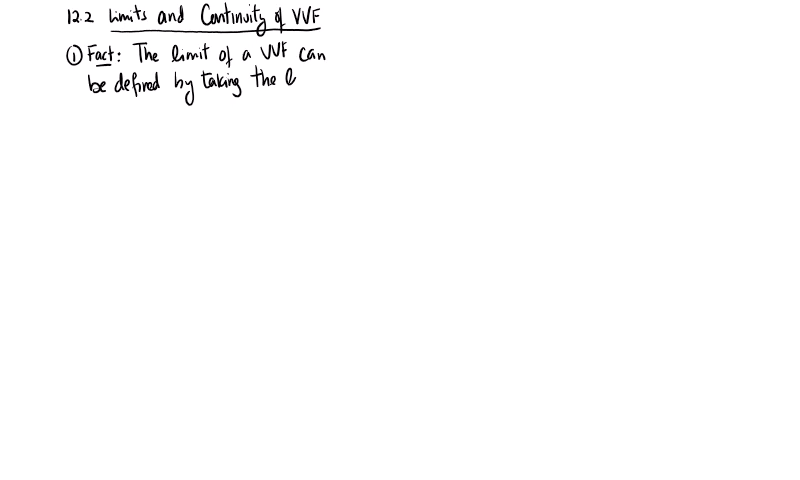 12.2 Limits and Continuity of VVF
① Fact: The limit of a VVF can
be defined by taking the l